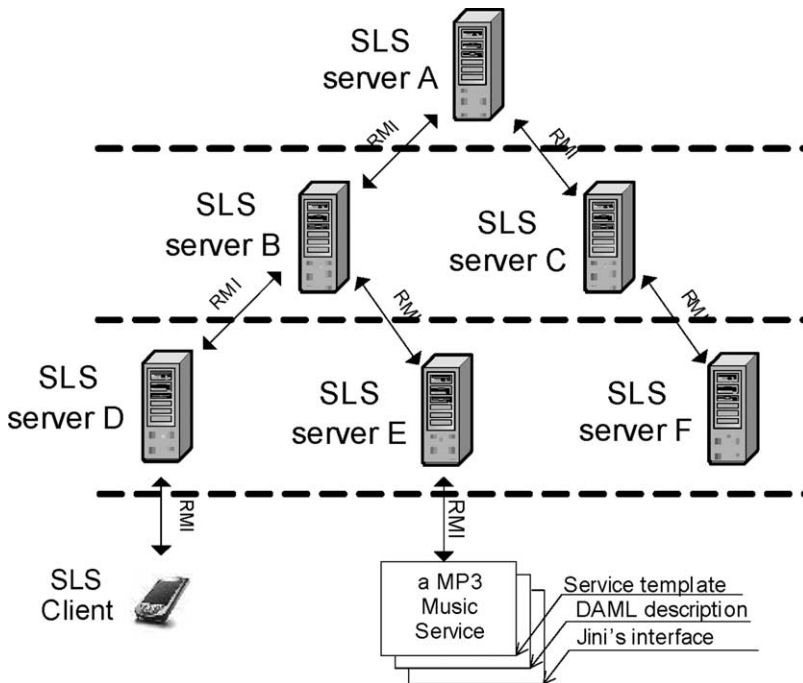 SLS
server A
RMI
RMI
SLS
server B
SLS
server C
RMI
RMI
RMI
SLS
server D
SLS
server E
SLS
server F
RMI
RMI
SLS
Client
a MP3
Music
Service
Service template
DAML description
Jini's interface